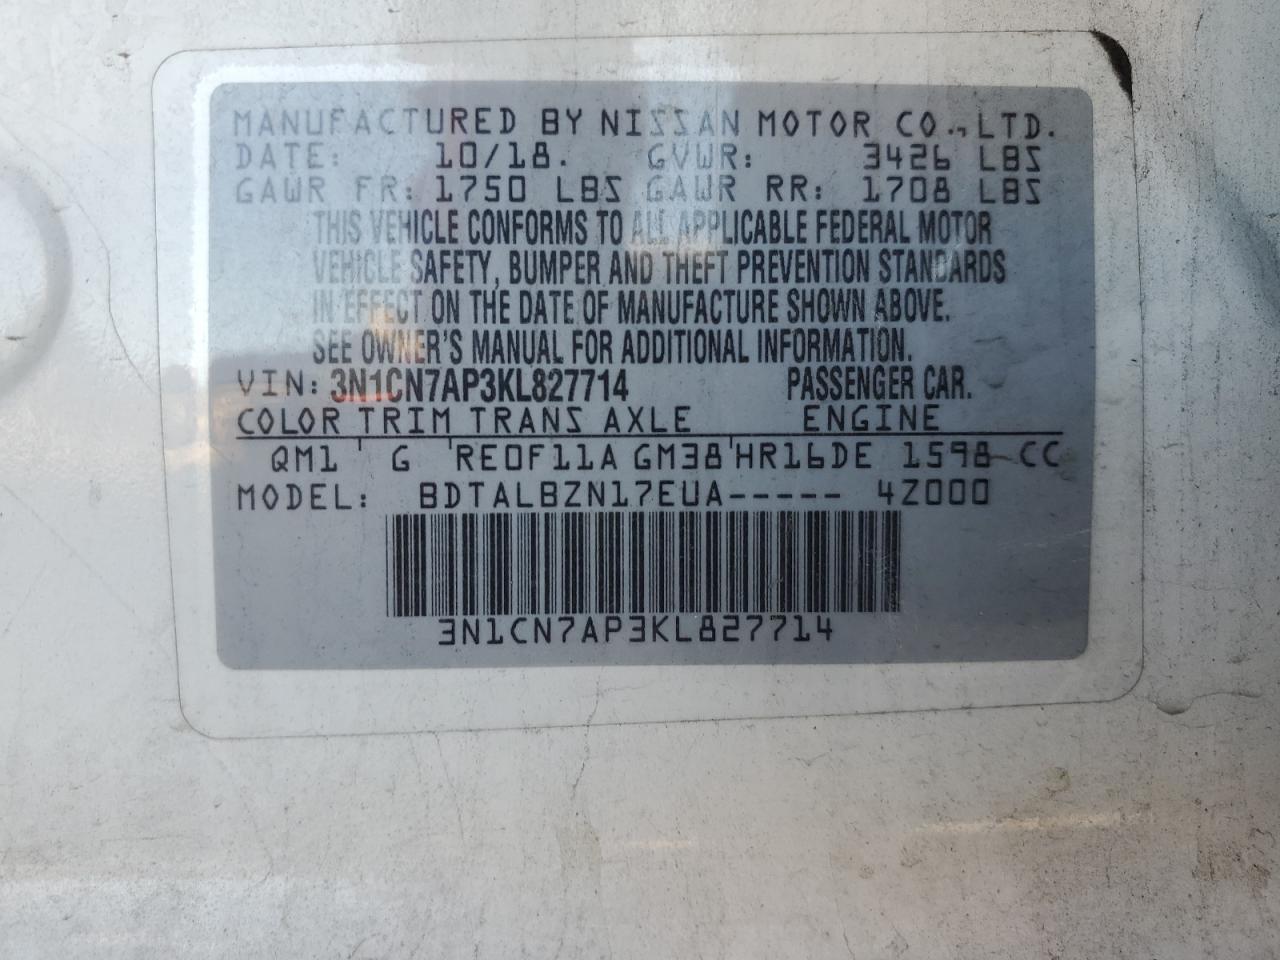 MANUFACTURED BY NISSAN MOTOR CO., LTD.
DATE: 10/18. GVWR: 3426 LBS
GAWR FR: 1750 LBS GAWR RR: 1708 LBS
THIS VEHICLE CONFORMS TO ALL APPLICABLE FEDERAL MOTOR
VEHICLE SAFETY, BUMPER AND THEFT PREVENTION STANDARDS
IN EFFECT ON THE DATE OF MANUFACTURE SHOWN ABOVE.
SEE OWNER'S MANUAL FOR ADDITIONAL INFORMATION.
VIN: 3N1CN7AP3KL827714 PASSENGER CAR.
COLOR TRIM TRANS AXLE ENGINE
QM1 G RE0F11A GM38 HR16DE 1598 CC
MODEL: BDTALBZN17EUA----- 4Z000
3N1CN7AP3KL827714